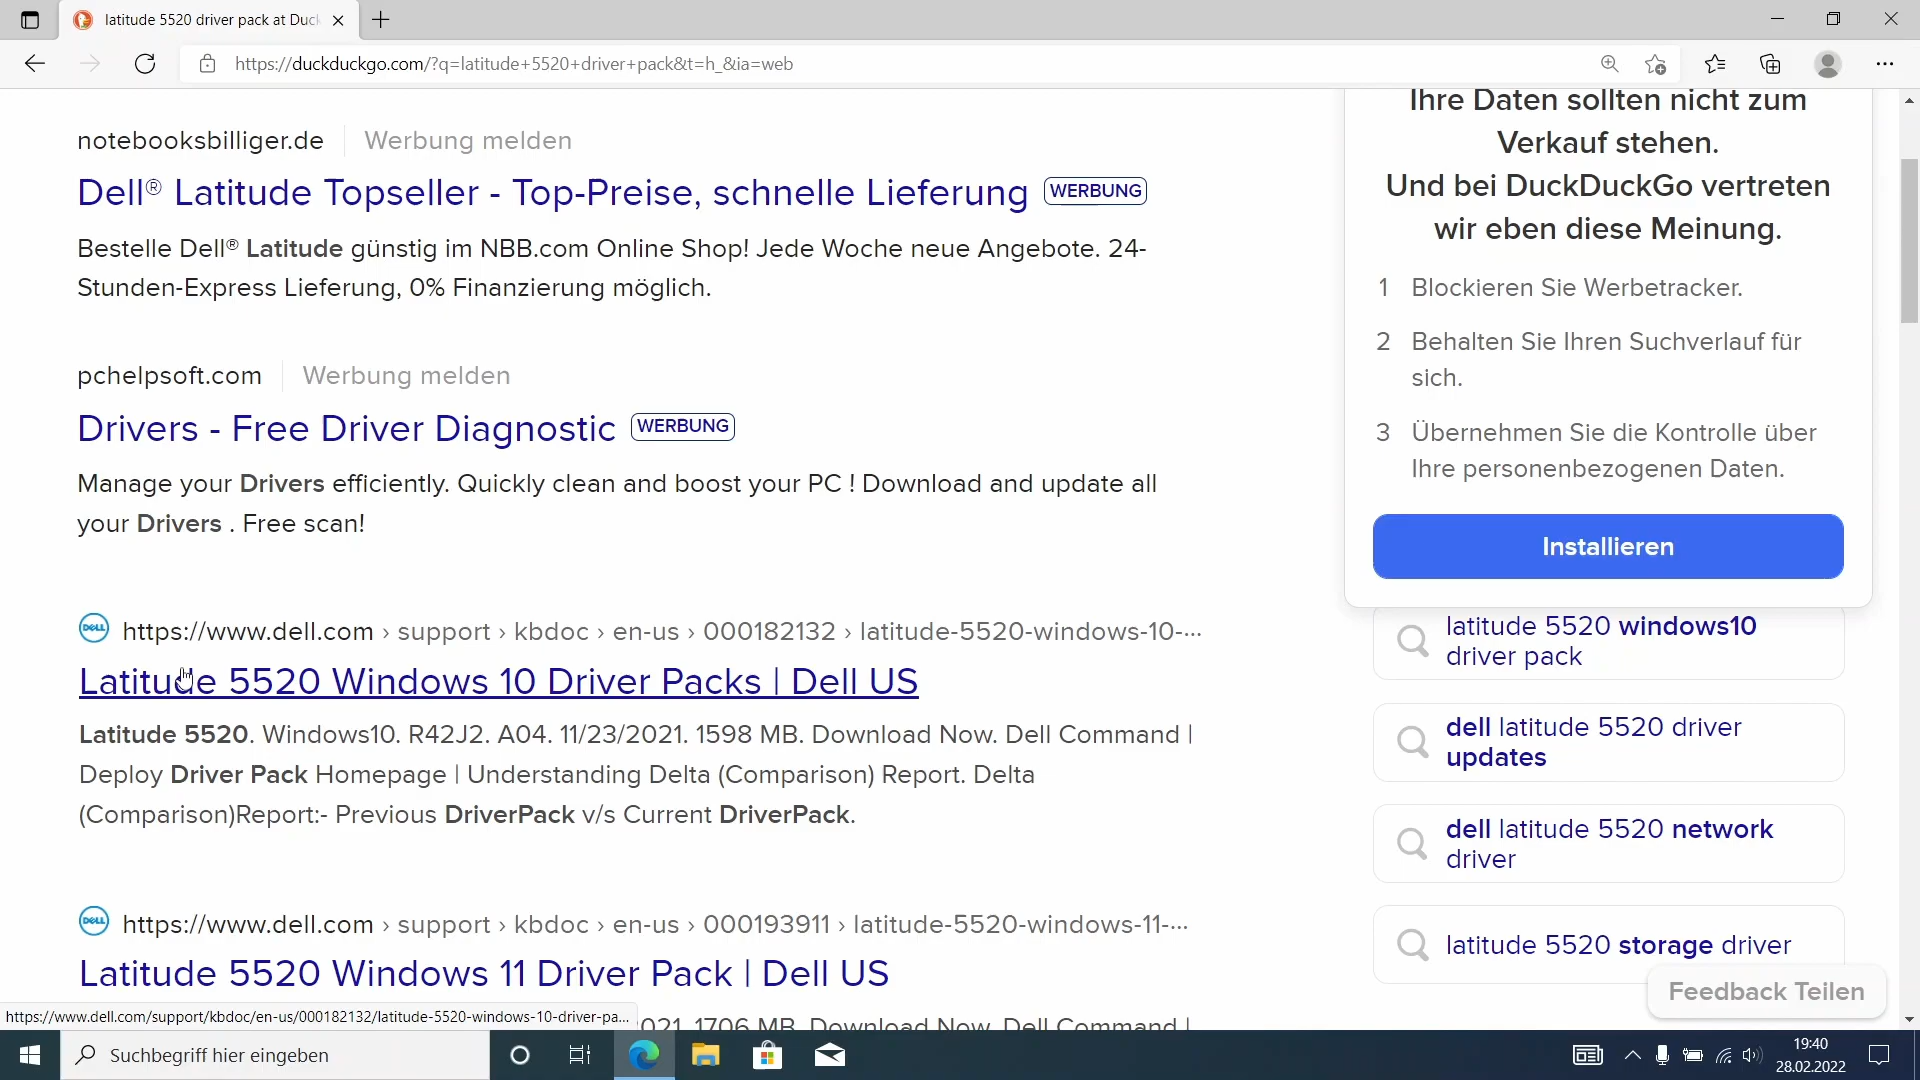 latitude 5520 driver pack at Duck
https://duckduckgo.com/?q=latitude+5520+driver+pack&t=h_&ia=web
notebooksbilliger.de
Werbung melden
Dell® Latitude Topseller - Top-Preise, schnelle Lieferung WERBUNG
Bestelle Dell® Latitude günstig im NBB.com Online Shop! Jede Woche neue Angebote. 24-
Stunden-Express Lieferung, 0% Finanzierung möglich.
pchelpsoft.com
Werbung melden
Drivers - Free Driver Diagnostic WERBUNG
Manage your Drivers efficiently. Quickly clean and boost your PC ! Download and update all
your Drivers . Free scan!
DELL
https://www.dell.com › support › kbdoc › en-us › 000182132 › latitude-5520-windows-10-...
Latitude 5520 Windows 10 Driver Packs | Dell US
Latitude 5520. Windows10. R42J2. A04. 11/23/2021. 1598 MB. Download Now. Dell Command |
Deploy Driver Pack Homepage | Understanding Delta (Comparison) Report. Delta
(Comparison)Report:- Previous DriverPack v/s Current DriverPack.
DELL
https://www.dell.com › support › kbdoc › en-us › 000193911 › latitude-5520-windows-11-...
Latitude 5520 Windows 11 Driver Pack | Dell US
2021. 1706 MB. Download Now. Dell Command |
https://www.dell.com/support/kbdoc/en-us/000182132/latitude-5520-windows-10-driver-pa...
Ihre Daten sollten nicht zum
Verkauf stehen.
Und bei DuckDuckGo vertreten
wir eben diese Meinung.
1 Blockieren Sie Werbetracker.
2 Behalten Sie Ihren Suchverlauf für
sich.
3 Übernehmen Sie die Kontrolle über
Ihre personenbezogenen Daten.
Installieren
latitude 5520 windows10
driver pack
dell latitude 5520 driver
updates
dell latitude 5520 network
driver
latitude 5520 storage driver
Feedback Teilen
Suchbegriff hier eingeben
19:40
28.02.2022